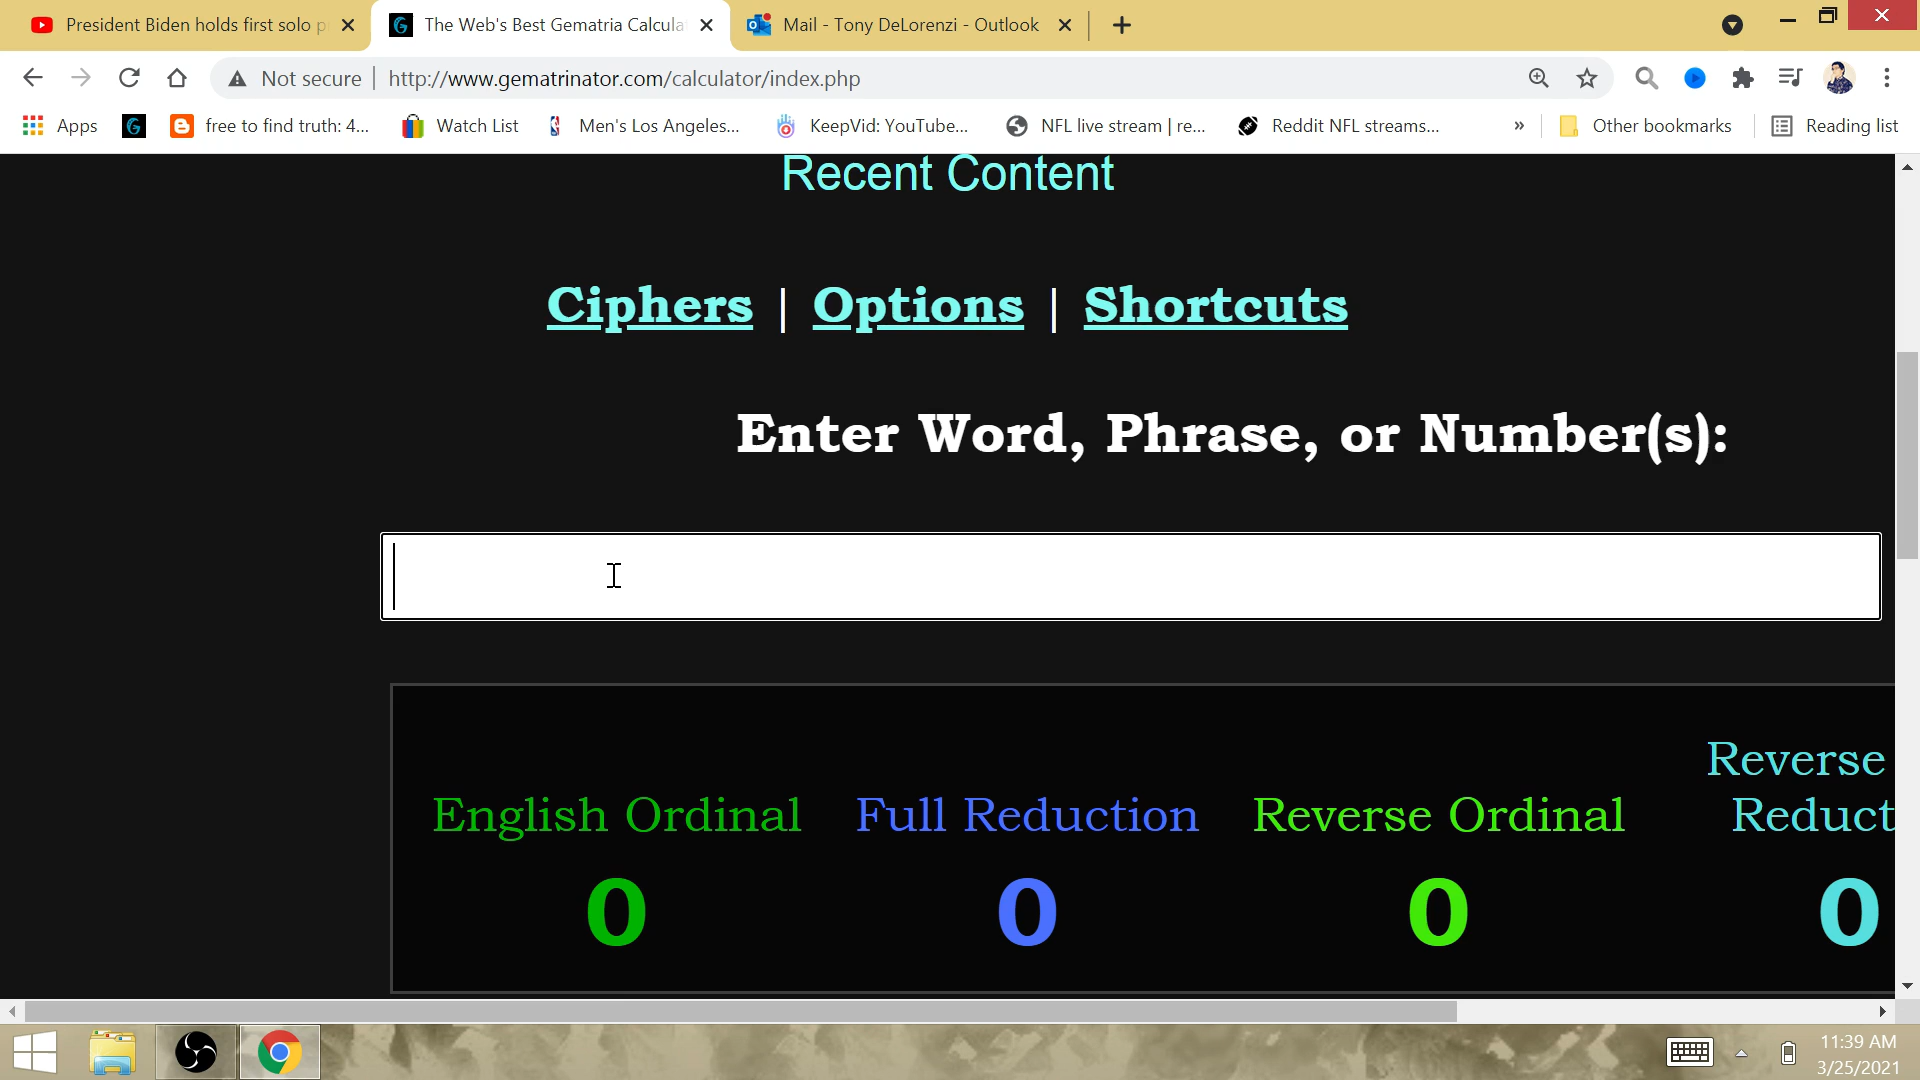 President Biden holds first solo p
The Web's Best Gematria Calcula
Mail - Tony DeLorenzi - Outlook
Not secure
http://www.gematrinator.com/calculator/index.php
Apps
free to find truth: 4...
Watch List
Men's Los Angeles...
KeepVid: YouTube...
NFL live stream | re...
Reddit NFL streams...
»
Other bookmarks
Reading list
Recent Content
Ciphers | Options | Shortcuts
Enter Word, Phrase, or Number(s):
English Ordinal
Full Reduction
Reverse Ordinal
Reverse
Reduct
0
0
0
0
11:39 AM
3/25/2021